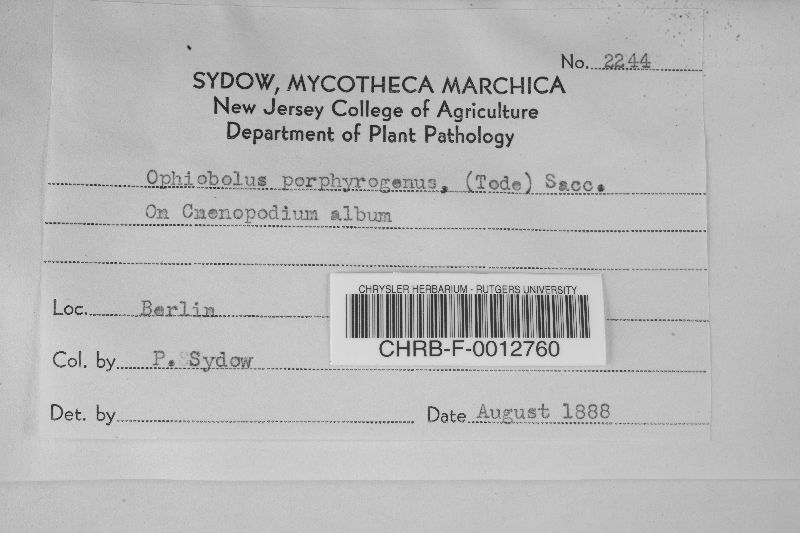 No. 2244
SYDOW, MYCOTHECA MARCHICA
New Jersey College of Agriculture
Department of Plant Pathology
Ophiobolus porphyrogenus, (Tode) Sacc.
On Cnenopodium album
CHRYSLER HERBARIUM - RUTGERS UNIVERSITY
Loc. Berlin
CHRB-F-0012760
Col. by P. Sydow
Det. by
Date August 1888